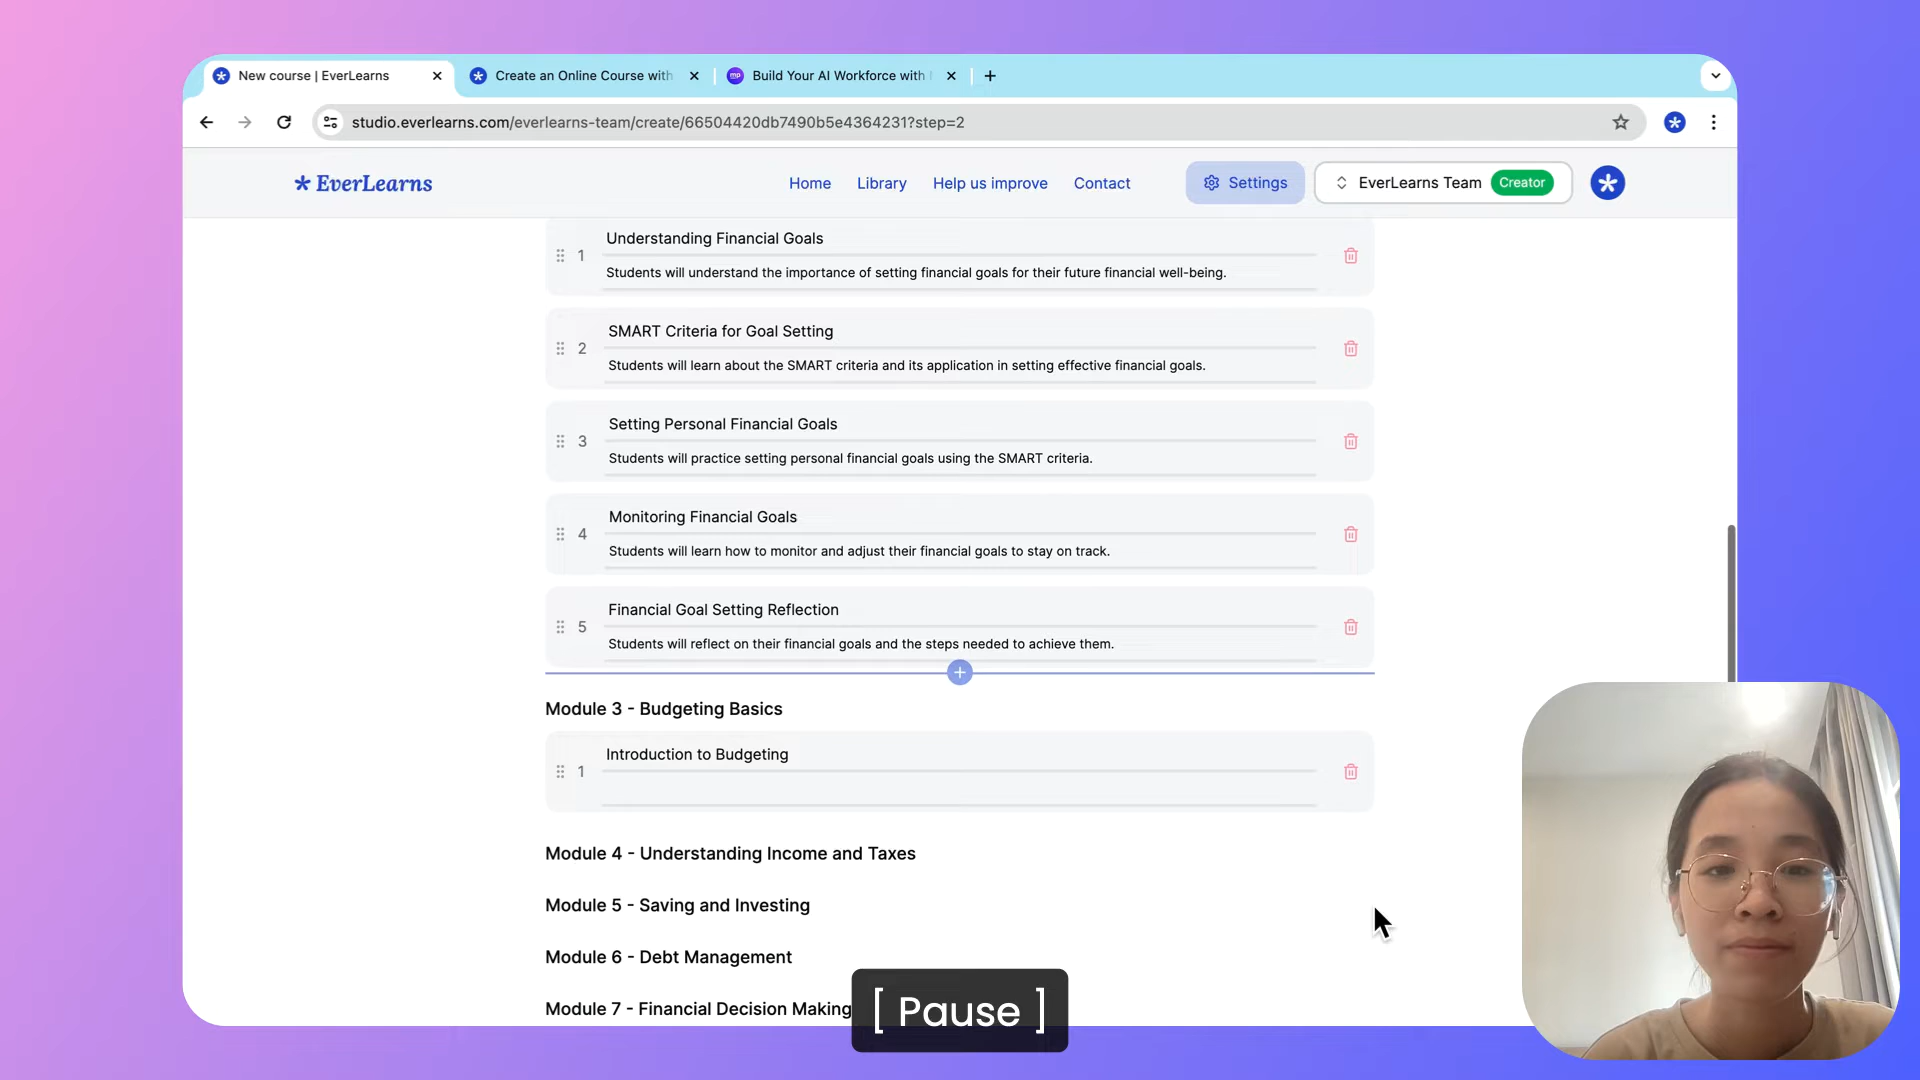 New course | EverLearns
Create an Online Course with
Build Your AI Workforce with
studio.everlearns.com/everlearns-team/create/66504420db7490b5e4364231?step=2
EverLearns
Home
Library
Help us improve
Contact
Settings
EverLearns Team
Creator
1
Understanding Financial Goals
Students will understand the importance of setting financial goals for their future financial well-being.
2
SMART Criteria for Goal Setting
Students will learn about the SMART criteria and its application in setting effective financial goals.
3
Setting Personal Financial Goals
Students will practice setting personal financial goals using the SMART criteria.
4
Monitoring Financial Goals
Students will learn how to monitor and adjust their financial goals to stay on track.
5
Financial Goal Setting Reflection
Students will reflect on their financial goals and the steps needed to achieve them.
Module 3 - Budgeting Basics
1
Introduction to Budgeting
Module 4 - Understanding Income and Taxes
Module 5 - Saving and Investing
Module 6 - Debt Management
Module 7 - Financial Decision Making
[ Pause ]